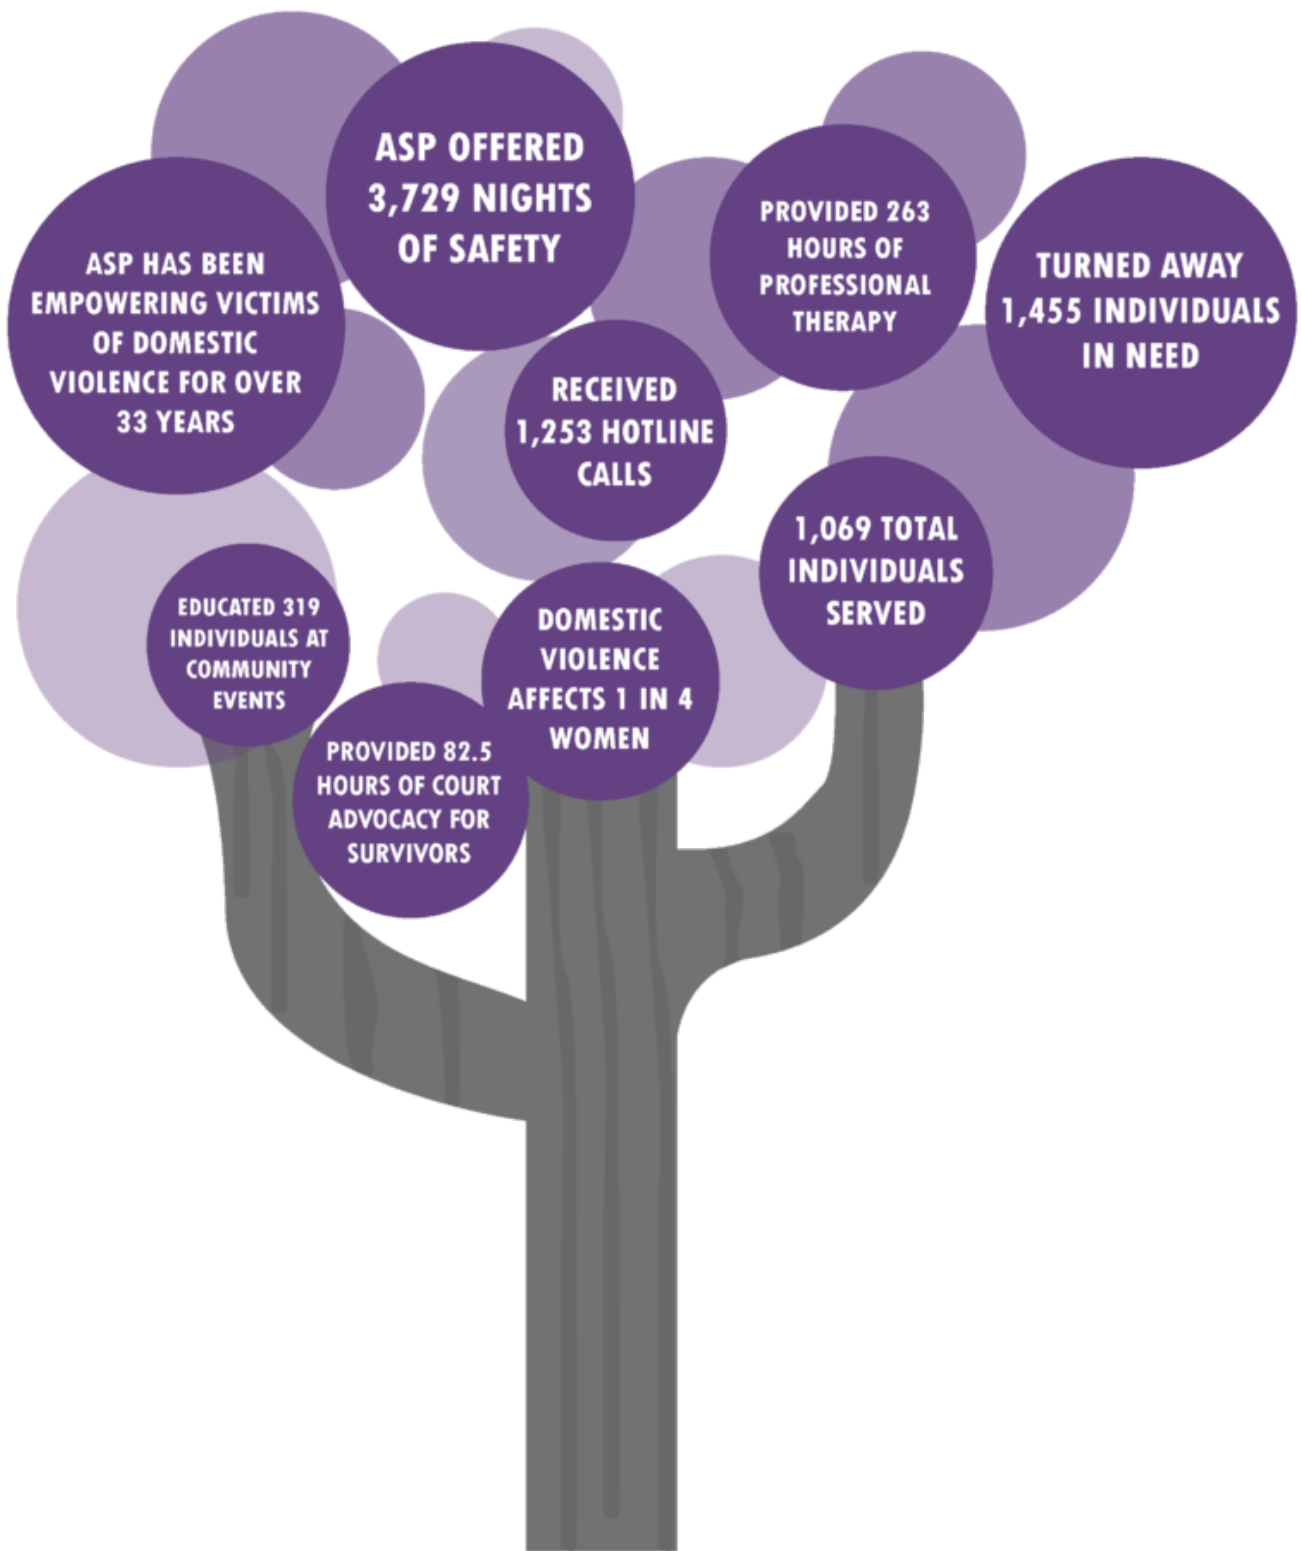 ASP OFFERED
3,729 NIGHTS
OF SAFETY
ASP HAS BEEN
EMPOWERING VICTIMS
OF DOMESTIC
VIOLENCE FOR OVER
33 YEARS
PROVIDED 263
HOURS OF
PROFESSIONAL
THERAPY
TURNED AWAY
1,455 INDIVIDUALS
IN NEED
RECEIVED
1,253 HOTLINE
CALLS
1,069 TOTAL
INDIVIDUALS
SERVED
EDUCATED 319
INDIVIDUALS AT
COMMUNITY
EVENTS
DOMESTIC
VIOLENCE
AFFECTS 1 IN 4
WOMEN
PROVIDED 82.5
HOURS OF COURT
ADVOCACY FOR
SURVIVORS